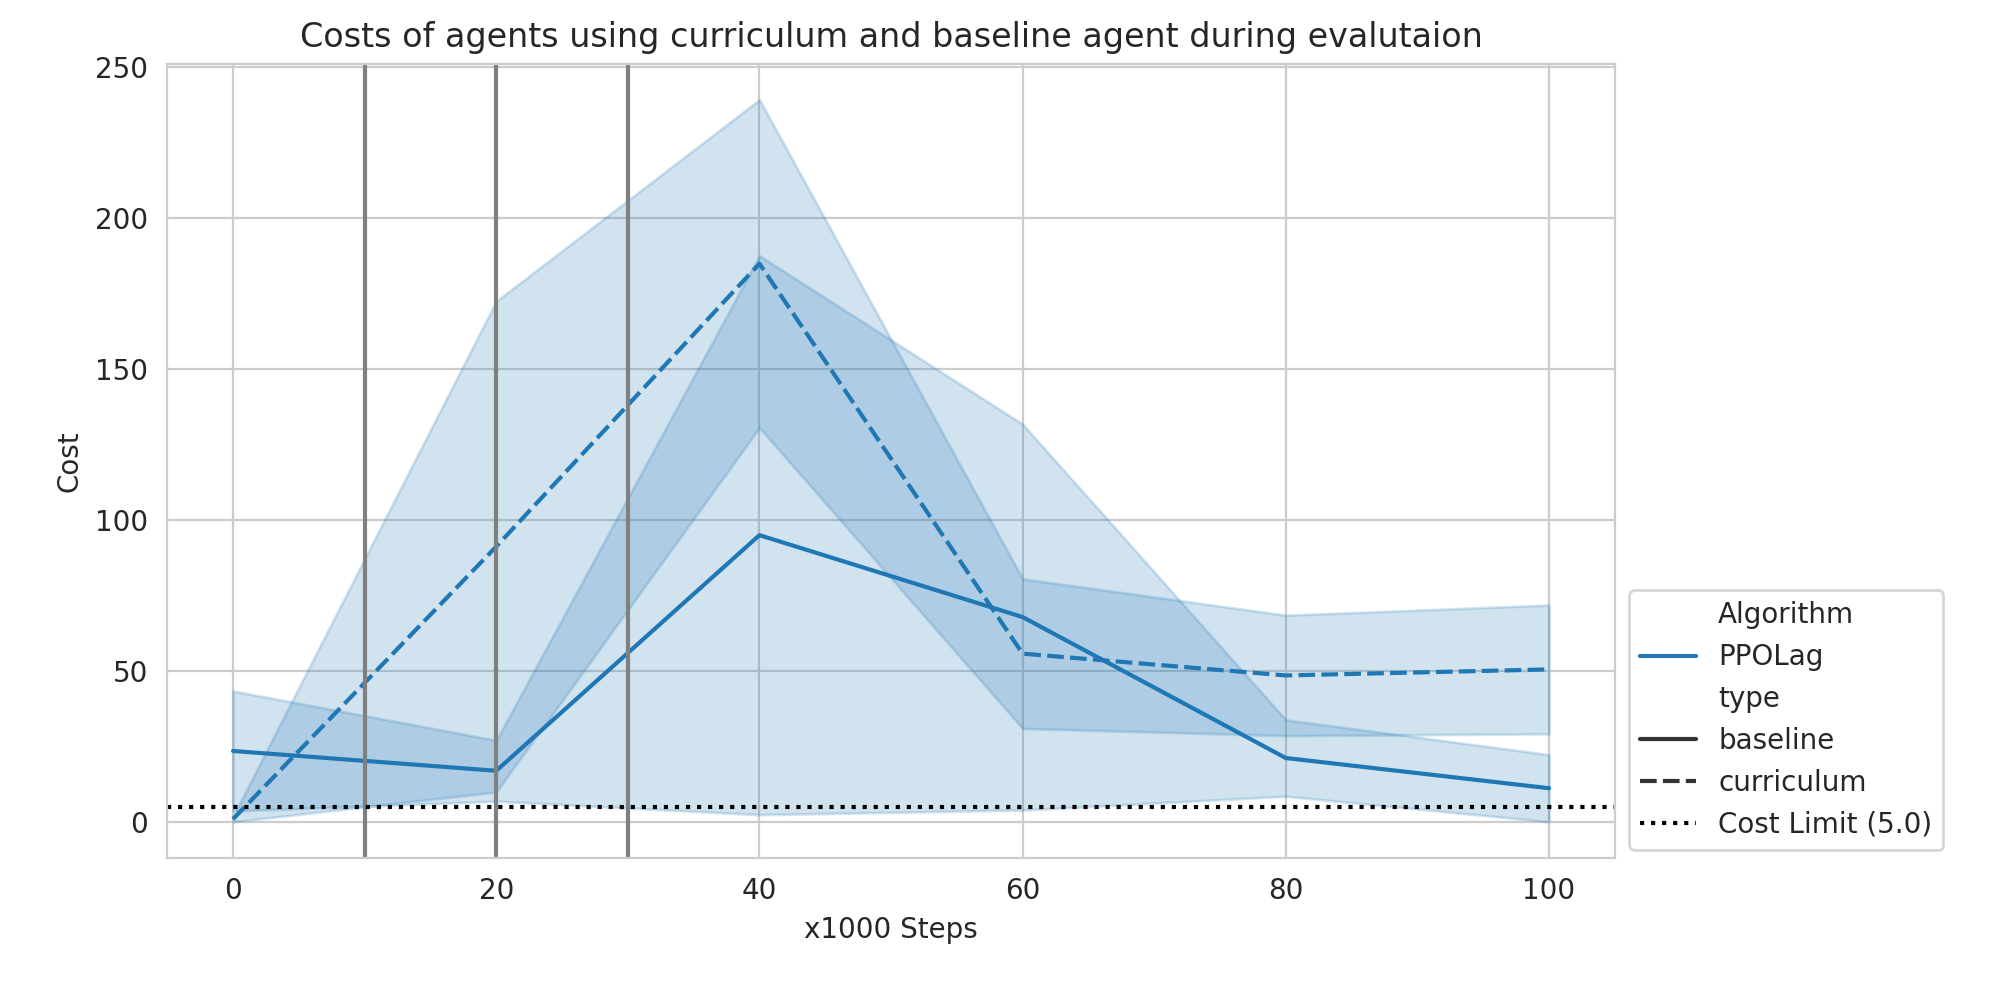 Costs of agents using curriculum and baseline agent during evalutaion
250
200
150
100
50
0
Cost
0 20 40 60 80 100
x1000 Steps
Algorithm
PPOLag
type
baseline
curriculum
Cost Limit (5.0)